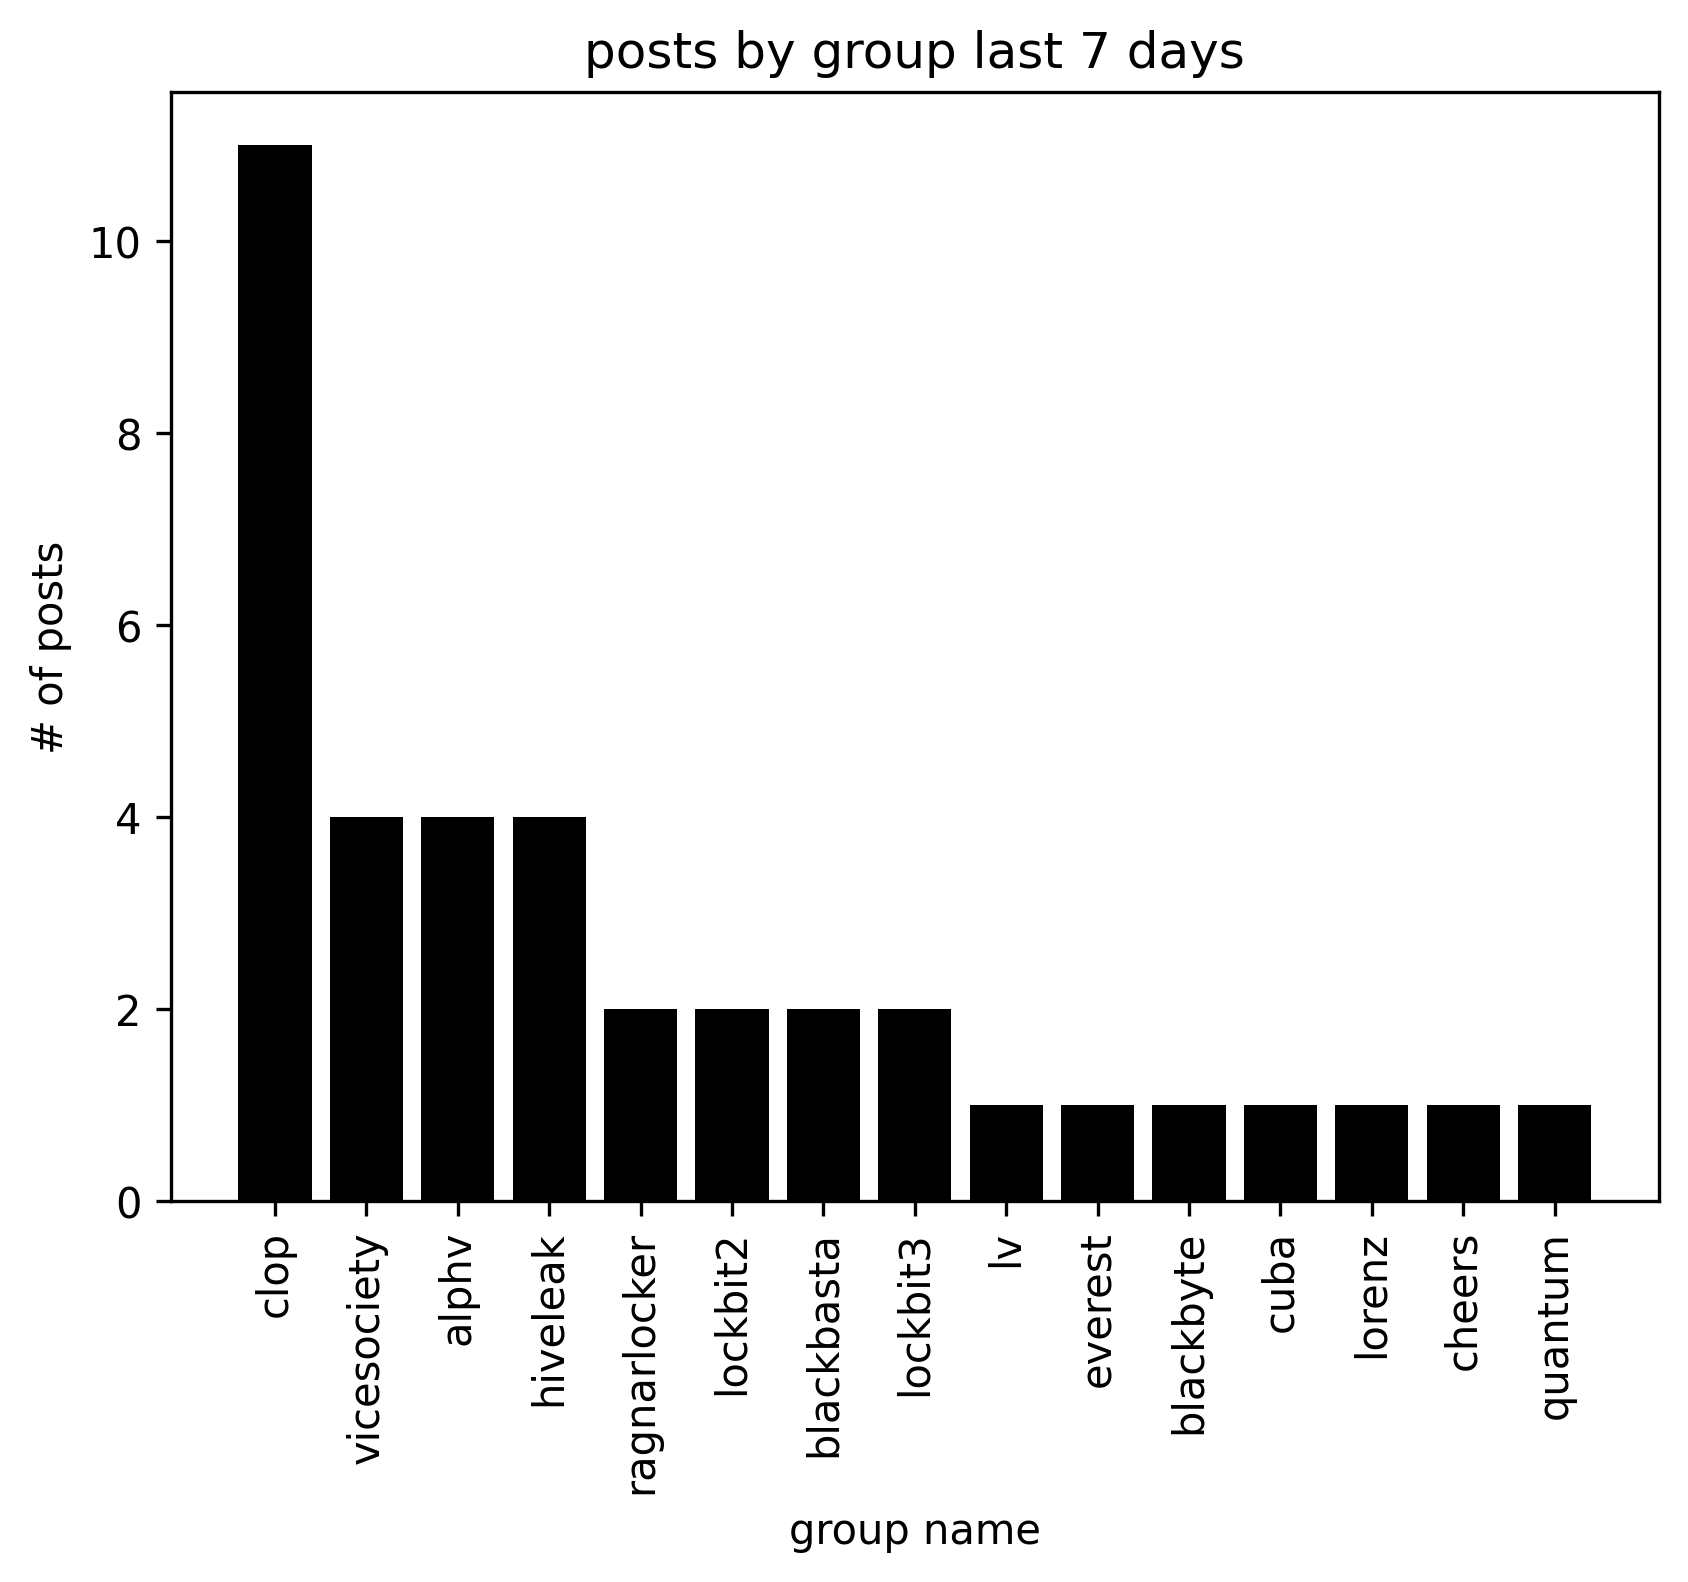 posts by group last 7 days
# of posts
10
8
6
4
2
0
clop
vicesociety
alphv
hiveleak
ragnarlocker
lockbit2
blackbasta
lockbit3
lv
everest
blackbyte
cuba
lorenz
cheers
quantum
group name